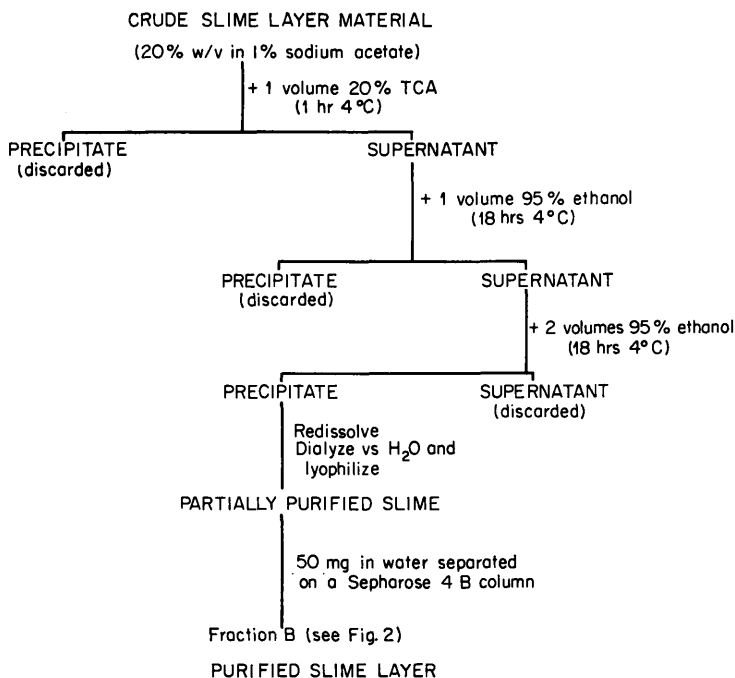 CRUDE SLIME LAYER MATERIAL
(20% w/v in 1% sodium acetate)
+ 1 volume 20% TCA
(1 hr 4°C)
PRECIPITATE
(discarded)
SUPERNATANT
+ 1 volume 95% ethanol
(18 hrs 4°C)
PRECIPITATE
(discarded)
SUPERNATANT
+ 2 volumes 95% ethanol
(18 hrs 4°C)
PRECIPITATE
SUPERNATANT
(discarded)
Redissolve
Dialyze vs H₂O and
lyophilize
PARTIALLY PURIFIED SLIME
50 mg in water separated
on a Sepharose 4 B column
Fraction B (see Fig. 2)
PURIFIED SLIME LAYER